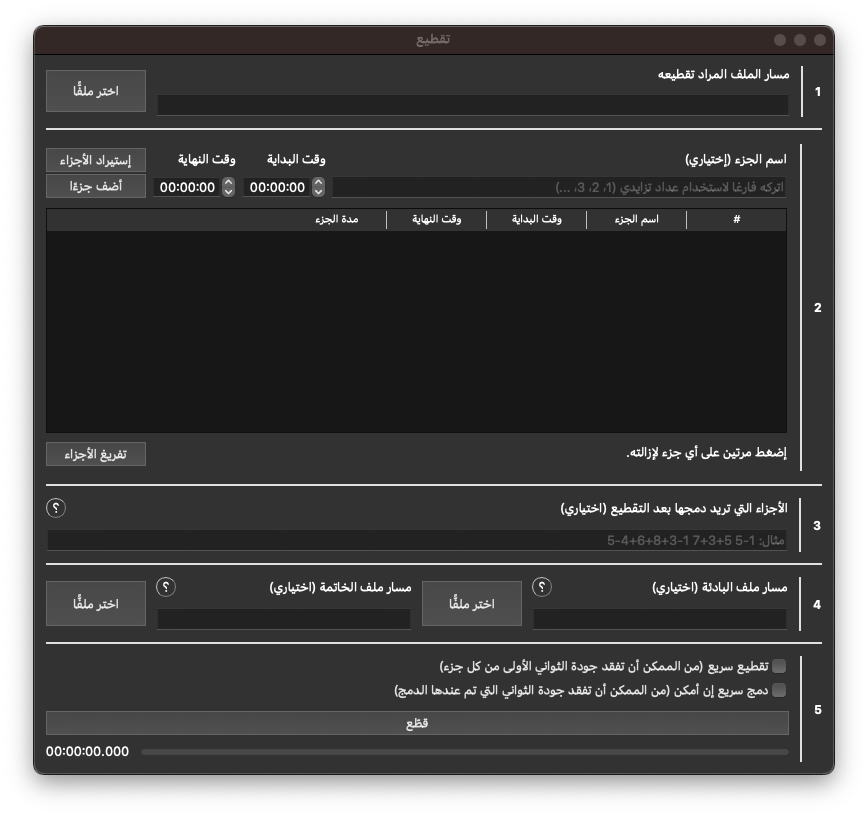 تقطيع
1
مسار الملف المراد تقطيعه
اختر ملفًّا
2
اسم الجزء (إختياري)
وقت البداية
وقت النهاية
إستيراد الأجزاء
اتركه فارغا لاستخدام عداد تزايدي (1، 2، 3، ...)
00:00:00
00:00:00
أضف جزءًا
# اسم الجزء وقت البداية وقت النهاية مدة الجزء
إضغط مرتين على أي جزء لإزالته.
تفريغ الأجزاء
3
الأجزاء التي تريد دمجها بعد التقطيع (اختياري)
؟
مثال: 1-5 5+3+7 1-3+8+6+4-5
4
مسار ملف البادئة (اختياري)
؟
اختر ملفًّا
مسار ملف الخاتمة (اختياري)
؟
اختر ملفًّا
5
تقطيع سريع (من الممكن أن تفقد جودة الثواني الأولى من كل جزء)
دمج سريع إن أمكن (من الممكن أن تفقد جودة الثواني التي تم عندها الدمج)
قطّع
00:00:00.000